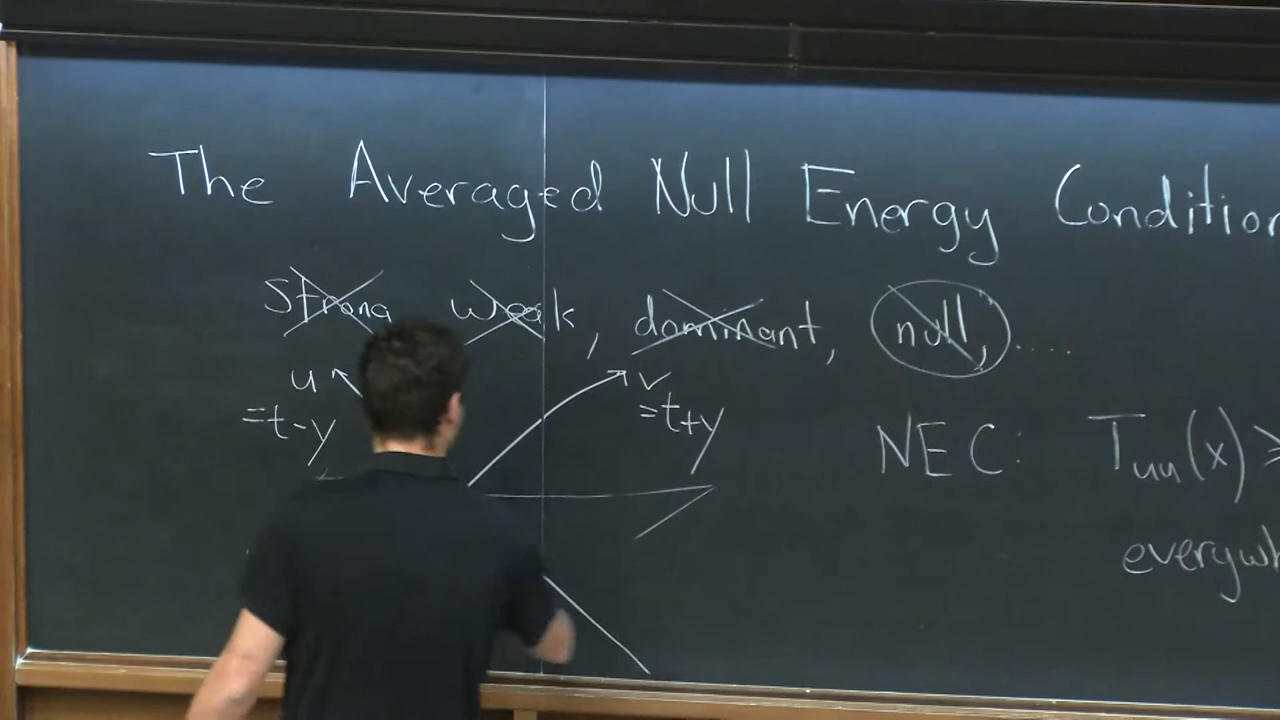 The Averaged Null Energy Condition
Strong weak, dominant, null, .....
u v
=t-y =t+y
NEC: Tuu(x) ≥
everywh